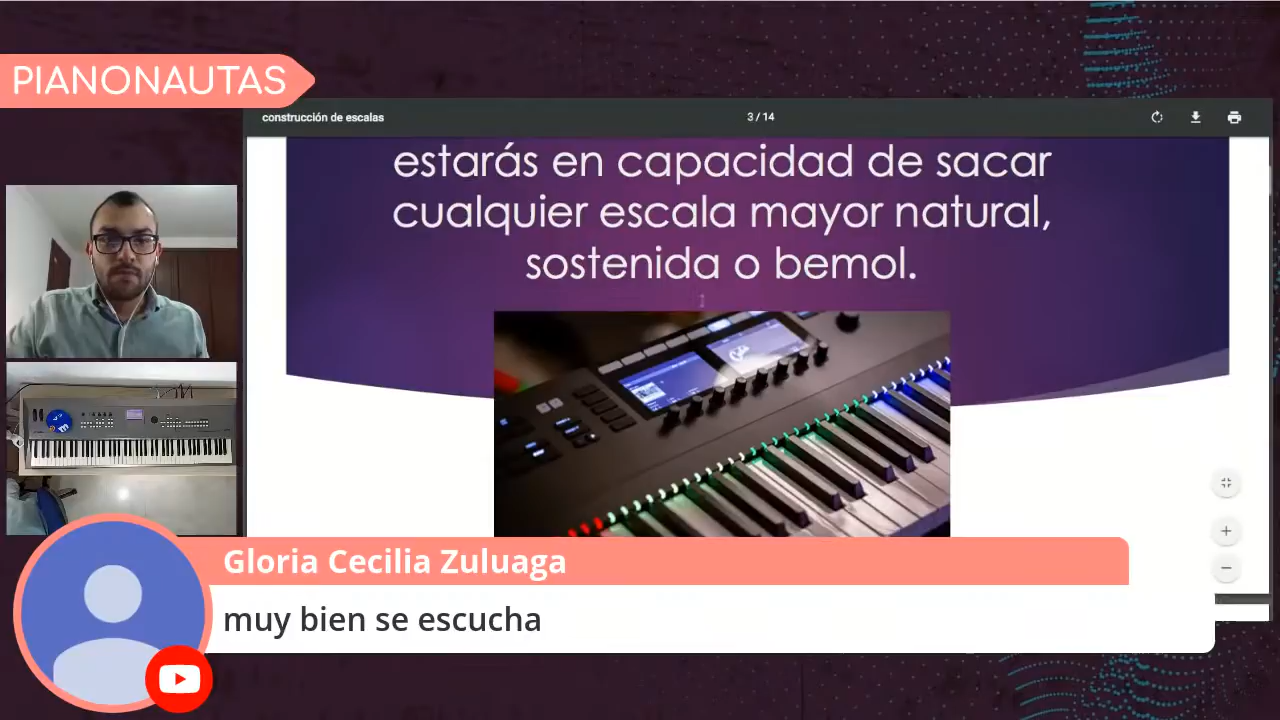 PIANONAUTAS
construcción de escalas
3 / 14
estarás en capacidad de sacar
cualquier escala mayor natural,
sostenida o bemol.
Gloria Cecilia Zuluaga
muy bien se escucha